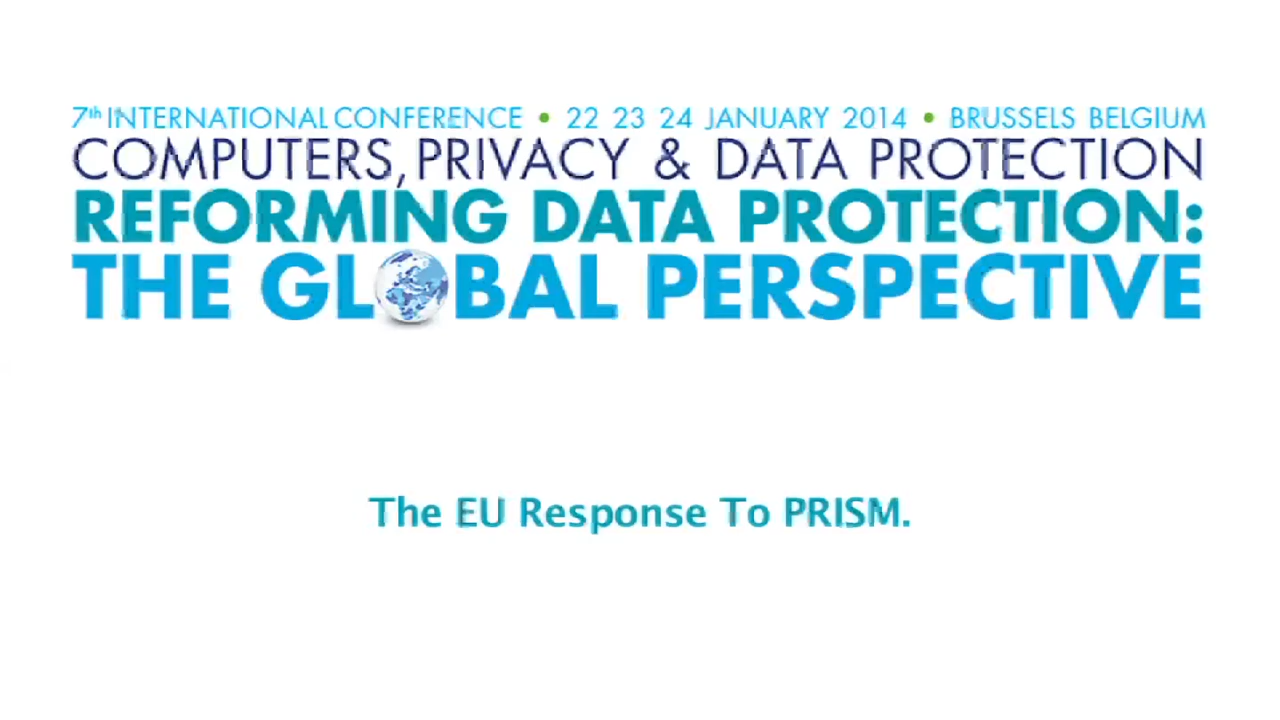 7th INTERNATIONAL CONFERENCE • 22 23 24 JANUARY 2014 • BRUSSELS BELGIUM
COMPUTERS, PRIVACY & DATA PROTECTION
REFORMING DATA PROTECTION:
THE GLOBAL PERSPECTIVE
The EU Response To PRISM.